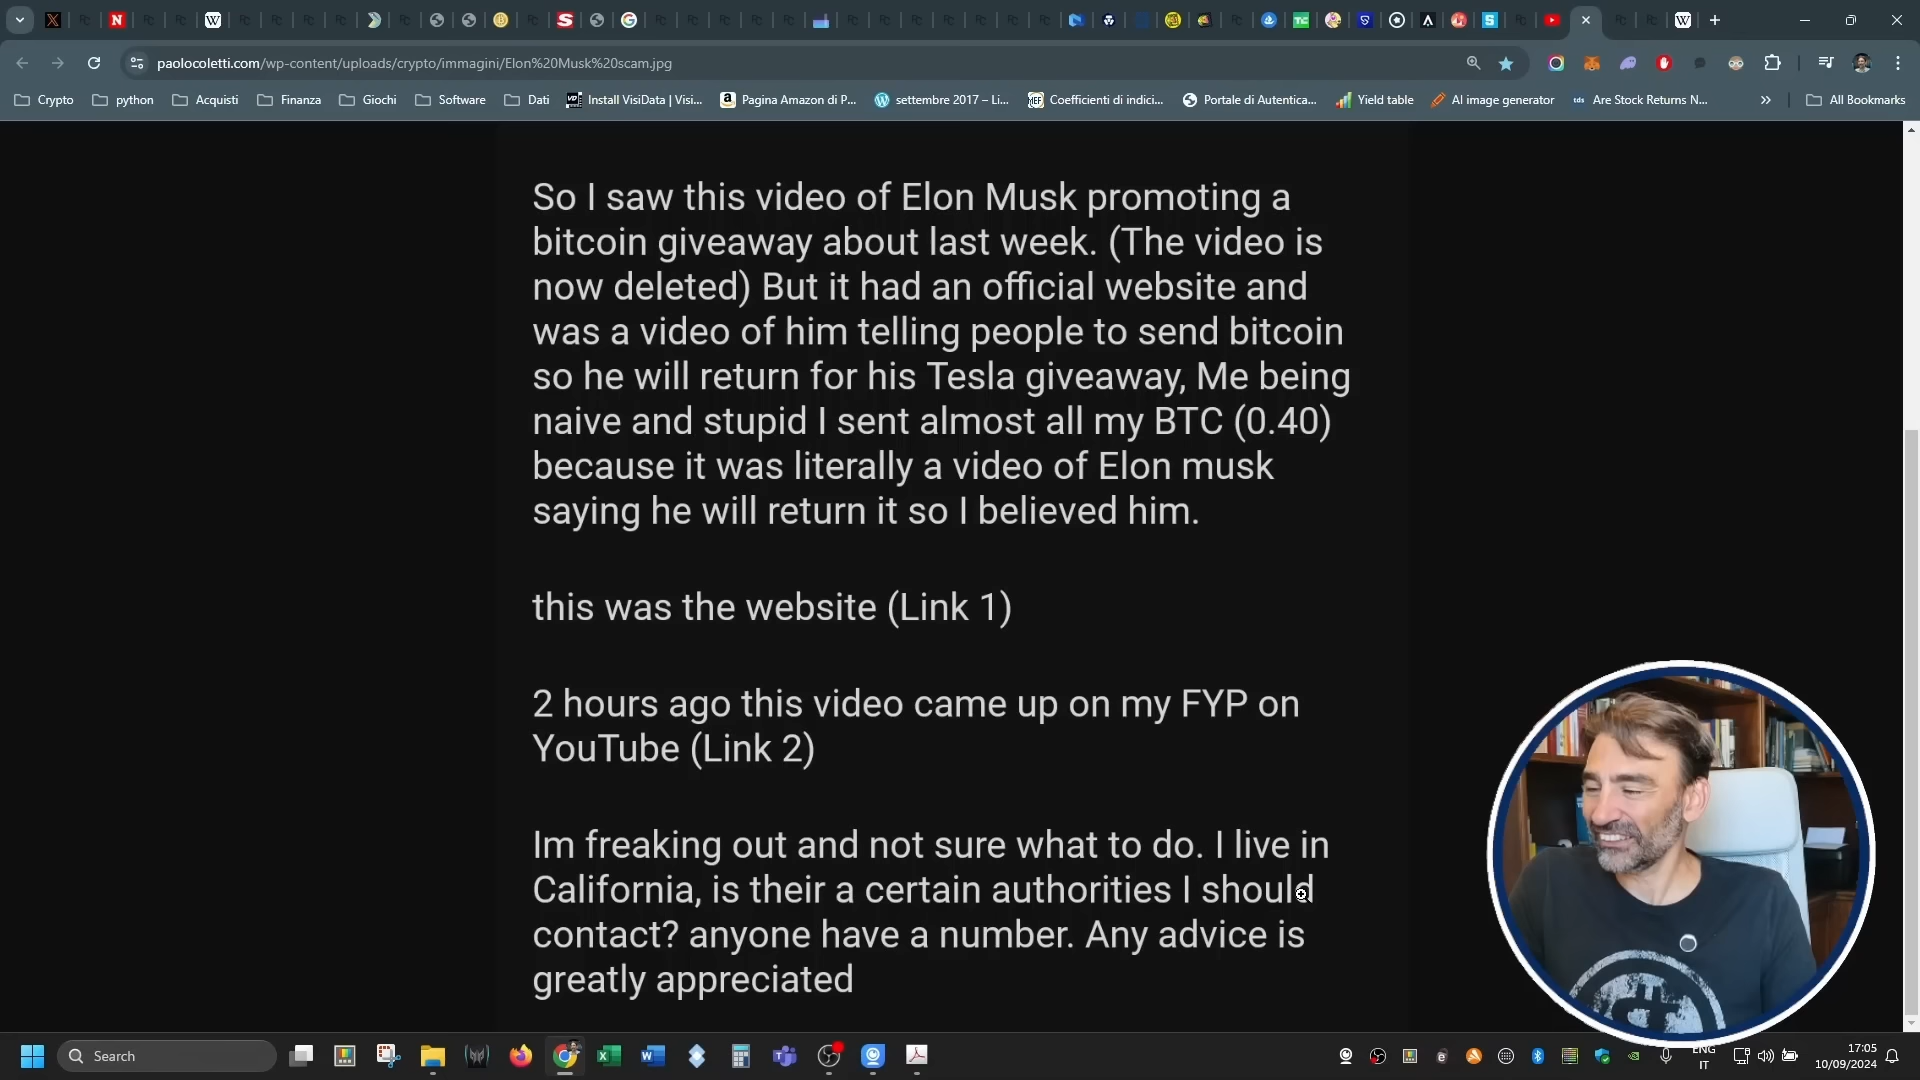 paolocoletti.com/wp-content/uploads/crypto/immagini/Elon%20Musk%20scam.jpg
Crypto
python
Acquisti
Finanza
Giochi
Software
Dati
Install VisiData | Visi...
Pagina Amazon di P...
settembre 2017 – Li...
Coefficienti di indici...
Portale di Autentica...
Yield table
AI image generator
Are Stock Returns N...
All Bookmarks
So I saw this video of Elon Musk promoting a
bitcoin giveaway about last week. (The video is
now deleted) But it had an official website and
was a video of him telling people to send bitcoin
so he will return for his Tesla giveaway, Me being
naive and stupid I sent almost all my BTC (0.40)
because it was literally a video of Elon musk
saying he will return it so I believed him.
this was the website (Link 1)
2 hours ago this video came up on my FYP on
YouTube (Link 2)
Im freaking out and not sure what to do. I live in
California, is their a certain authorities I should
contact? anyone have a number. Any advice is
greatly appreciated
Search
ENG
IT
17:05
10/09/2024